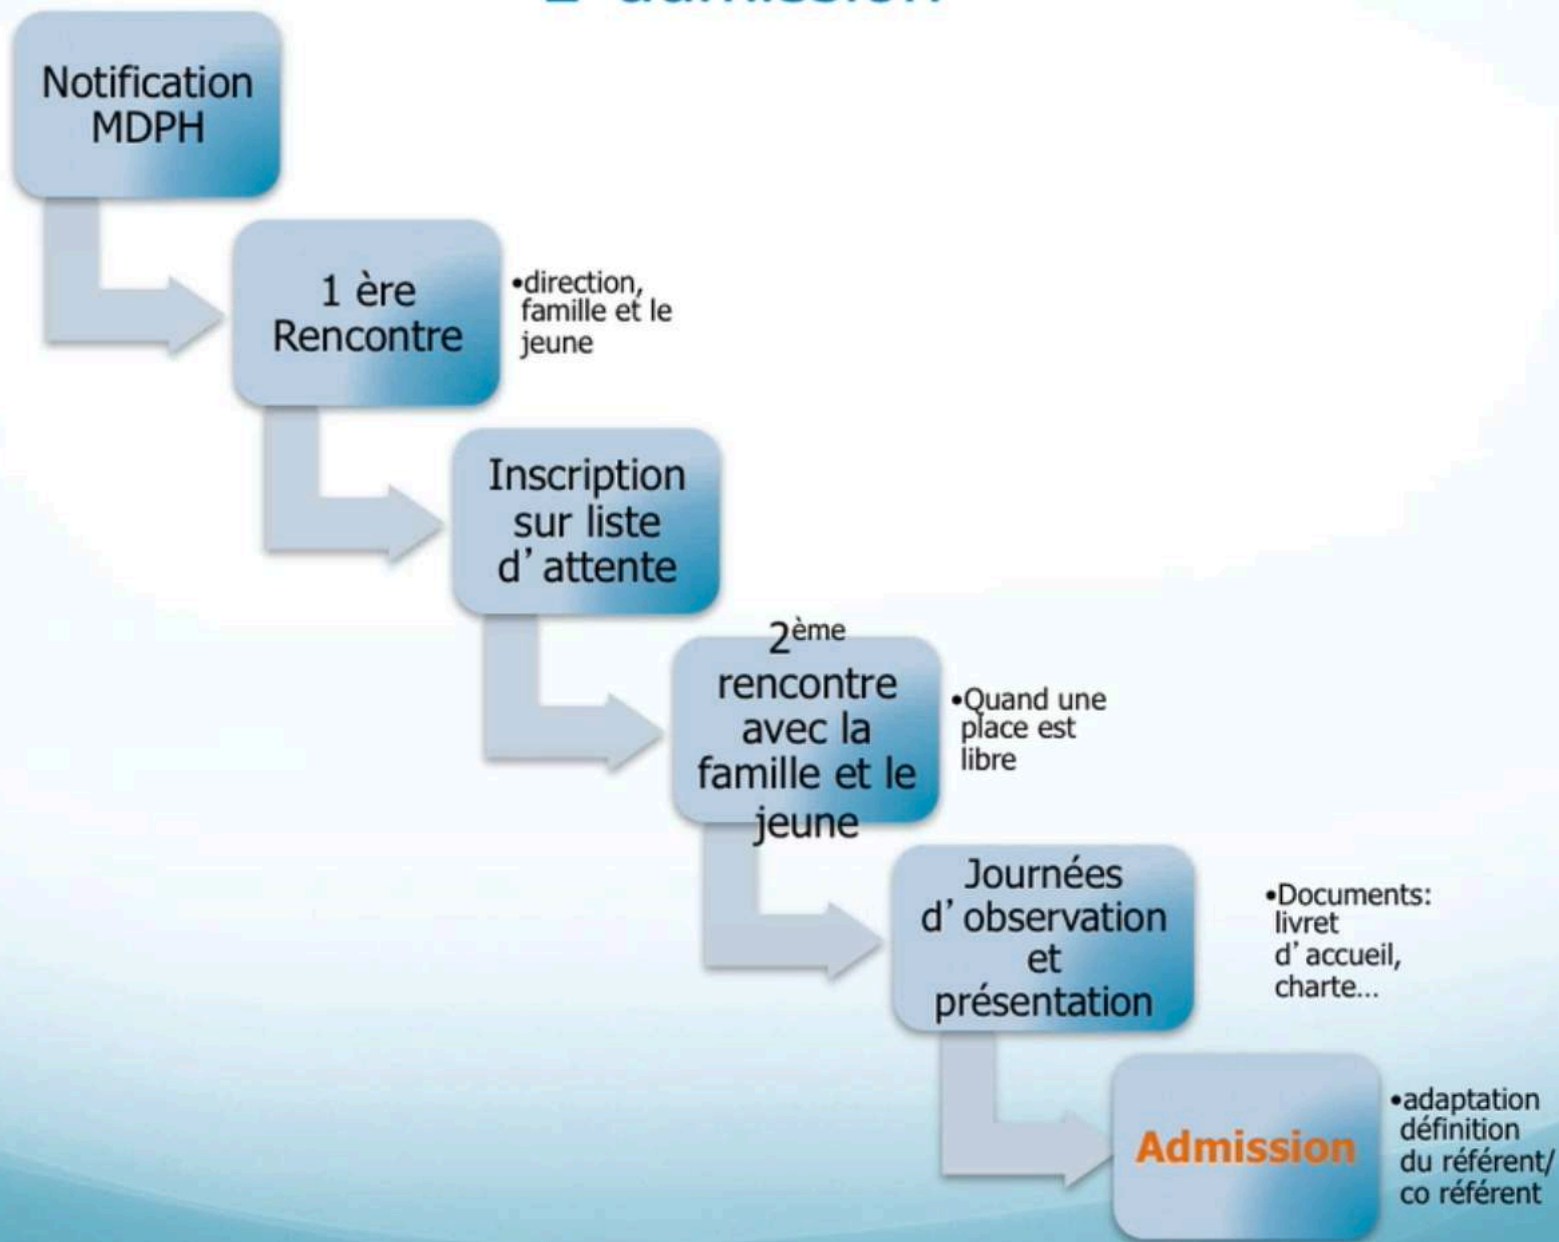 L' admission
Notification
MDPH
1 ère
Rencontre
•direction,
famille et le
jeune
Inscription
sur liste
d' attente
2ème
rencontre
avec la
famille et le
jeune
•Quand une
place est
libre
Journées
d' observation
et
présentation
•Documents:
livret
d' accueil,
charte...
Admission
•adaptation
définition
du référent/
co référent